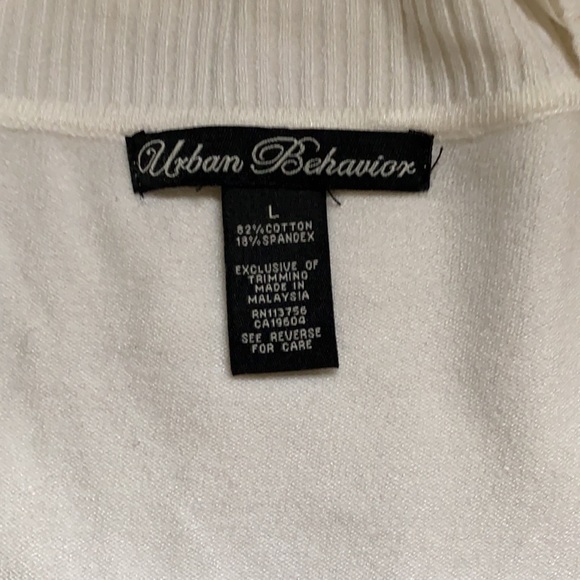 Urban Behavior
L
82% COTTON
18% SPANDEX
EXCLUSIVE OF
TRIMMING
MADE IN
MALAYSIA
RN113756
CA19604
SEE REVERSE
FOR CARE